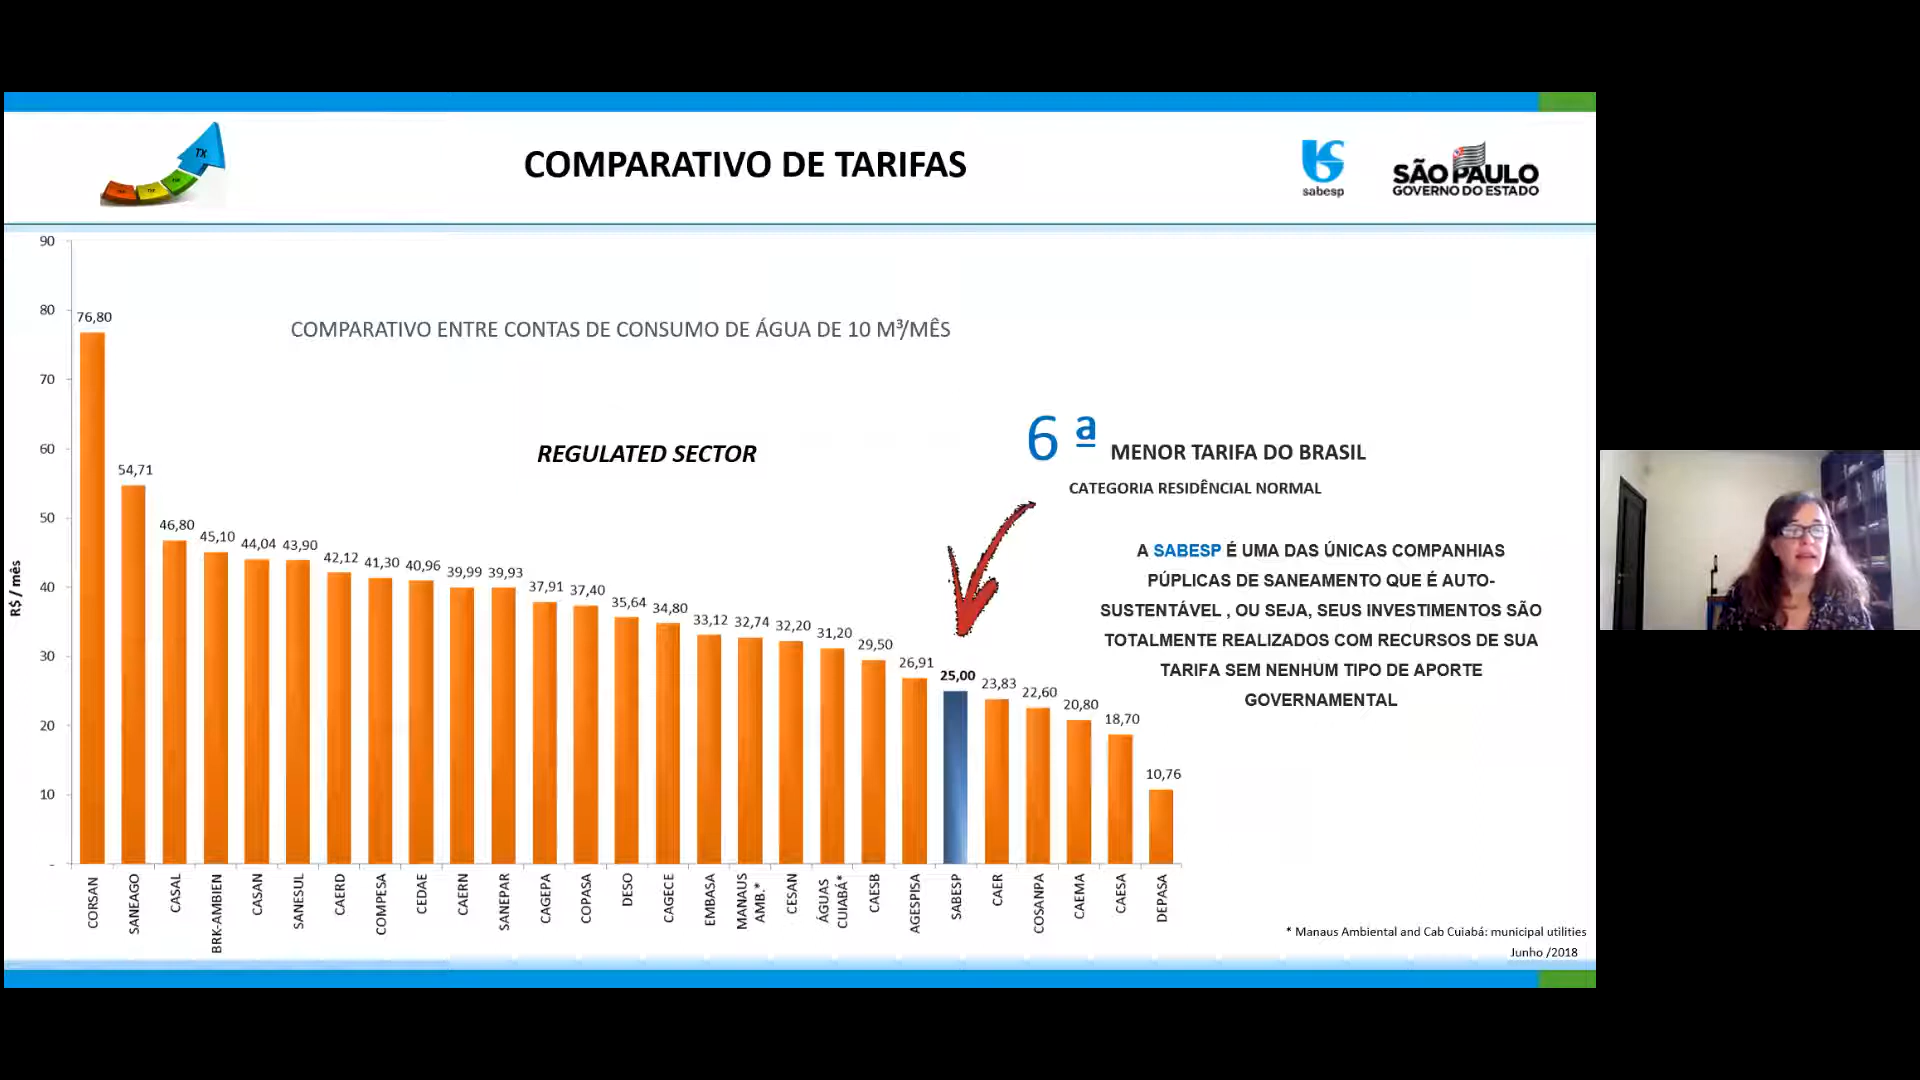 TX
COMPARATIVO DE TARIFAS
sabesp
SÃO PAULO
GOVERNO DO ESTADO
COMPARATIVO ENTRE CONTAS DE CONSUMO DE ÁGUA DE 10 M³/MÊS
REGULATED SECTOR
6 ª MENOR TARIFA DO BRASIL
CATEGORIA RESIDÊNCIAL NORMAL
A SABESP É UMA DAS ÚNICAS COMPANHIAS
PÚPLICAS DE SANEAMENTO QUE É AUTO-
SUSTENTÁVEL , OU SEJA, SEUS INVESTIMENTOS SÃO
TOTALMENTE REALIZADOS COM RECURSOS DE SUA
TARIFA SEM NENHUM TIPO DE APORTE
GOVERNAMENTAL
R$ / mês
90
80
70
60
50
40
30
20
10
-
76,80
54,71
46,80
45,10
44,04
43,90
42,12
41,30
40,96
39,99
39,93
37,91
37,40
35,64
34,80
33,12
32,74
32,20
31,20
29,50
26,91
25,00
23,83
22,60
20,80
18,70
10,76
CORSAN
SANEAGO
CASAL
BRK-AMBIEN
CASAN
SANESUL
CAERD
COMPESA
CEDAE
CAERN
SANEPAR
CAGEPA
COPASA
DESO
CAGECE
EMBASA
MANAUS
AMB.*
CESAN
ÁGUAS
CUIABÁ*
CAESB
AGESPISA
SABESP
CAER
COSANPA
CAEMA
CAESA
DEPASA
* Manaus Ambiental and Cab Cuiabá: municipal utilities
Junho /2018